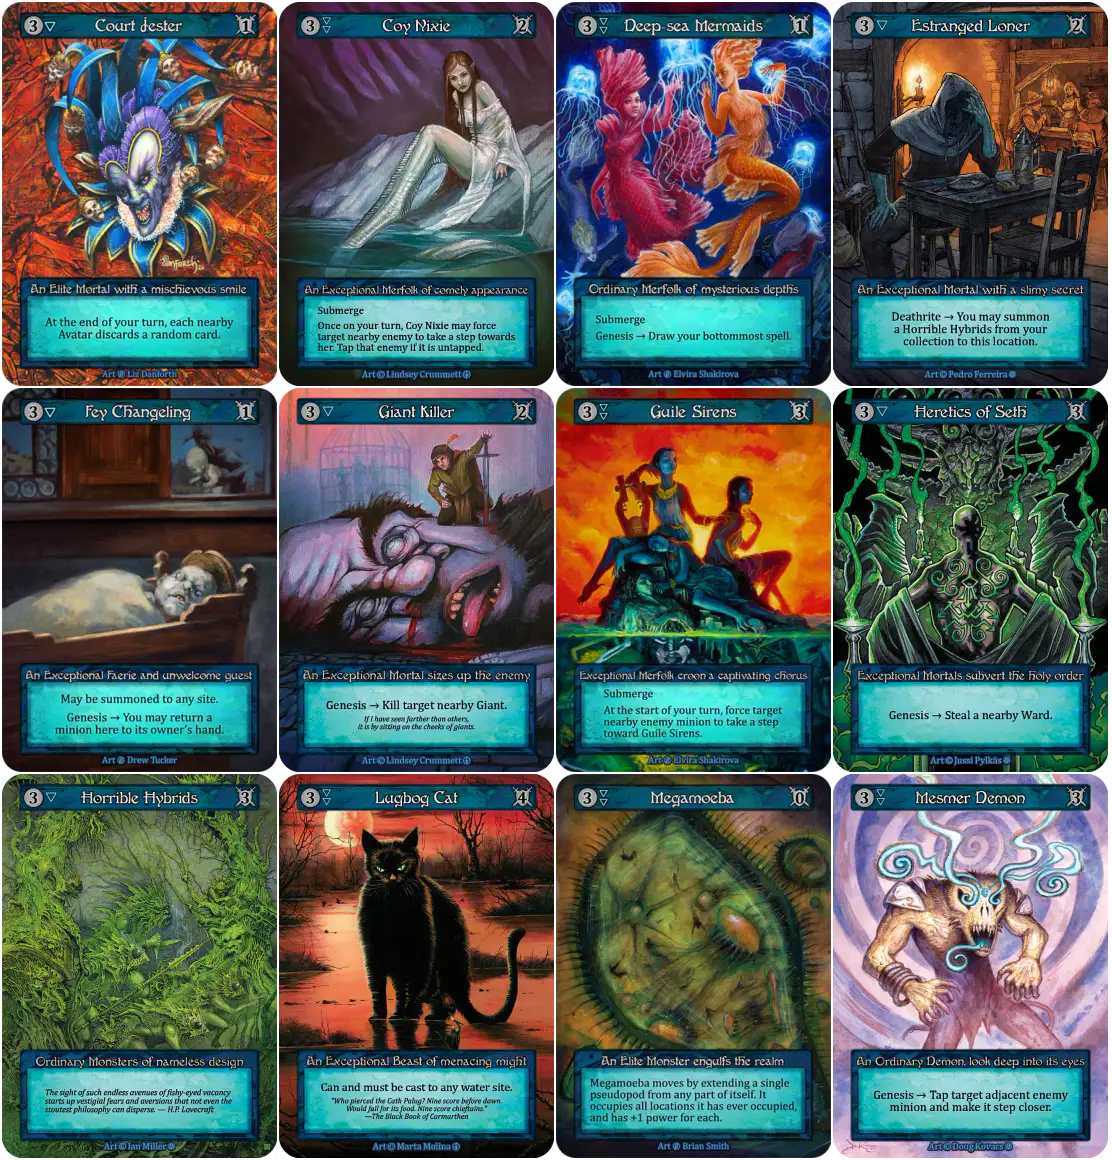 3 Court Jester 1
Danforth
An Elite Mortal with a mischievous smile
At the end of your turn, each nearby
Avatar discards a random card.
Art @ Liz Danforth
3 Coy Nixie 2
An Exceptional Merfolk of comely appearance
Submerge
Once on your turn, Coy Nixie may force
target nearby enemy to take a step towards
her. Tap that enemy if it is untapped.
Art © Lindsey Crummett
3 Deep-sea Mermaids 1
Ordinary Merfolk of mysterious depths
Submerge
Genesis → Draw your bottommost spell.
Art @ Elvira Shakirova
3 Estranged Loner 2
An Exceptional Mortal with a slimy secret
Deathrite → You may summon
a Horrible Hybrids from your
collection to this location.
Art © Pedro Ferreira
3 Fey Changeling 1
An Exceptional Faerie and unwelcome guest
May be summoned to any site.
Genesis → You may return a
minion here to its owner's hand.
Art @ Drew Tucker
3 Giant Killer 2
An Exceptional Mortal sizes up the enemy
Genesis → Kill target nearby Giant.
If I have seen farther than others,
it is by sitting on the cheeks of giants.
Art © Lindsey Crummett
3 Guile Sirens 3
Exceptional Merfolk croon a captivating chorus
Submerge
At the start of your turn, force target
nearby enemy minion to take a step
toward Guile Sirens.
Art @ Elvira Shakirova
3 Heretics of Seth 3
Exceptional Mortals subvert the holy order
Genesis → Steal a nearby Ward.
Art © Jussi Pylkäs
3 Horrible Hybrids 3
Ordinary Monsters of nameless design
The sight of such endless avenues of fishy-eyed vacancy
starts up vestigial fears and aversions that not even the
stoutest philosophy can disperse. — H.P. Lovecraft
Art © Ian Miller
3 Lugbog Cat 4
An Exceptional Beast of menacing might
Can and must be cast to any water site.
"Who pierced the Cath Palug? Nine score before dawn.
Would fall for its food. Nine score chieftains."
—The Black Book of Carmarthen
Art © Marta Molina
3 Megamoeba 0
An Elite Monster engulfs the realm
Megamoeba moves by extending a single
pseudopod from any part of itself. It
occupies all locations it has ever occupied,
and has +1 power for each.
Art @ Brian Smith
3 Mesmer Demon 3
An Ordinary Demon, look deep into its eyes
Genesis → Tap target adjacent enemy
minion and make it step closer.
Art © Doug Kovacs